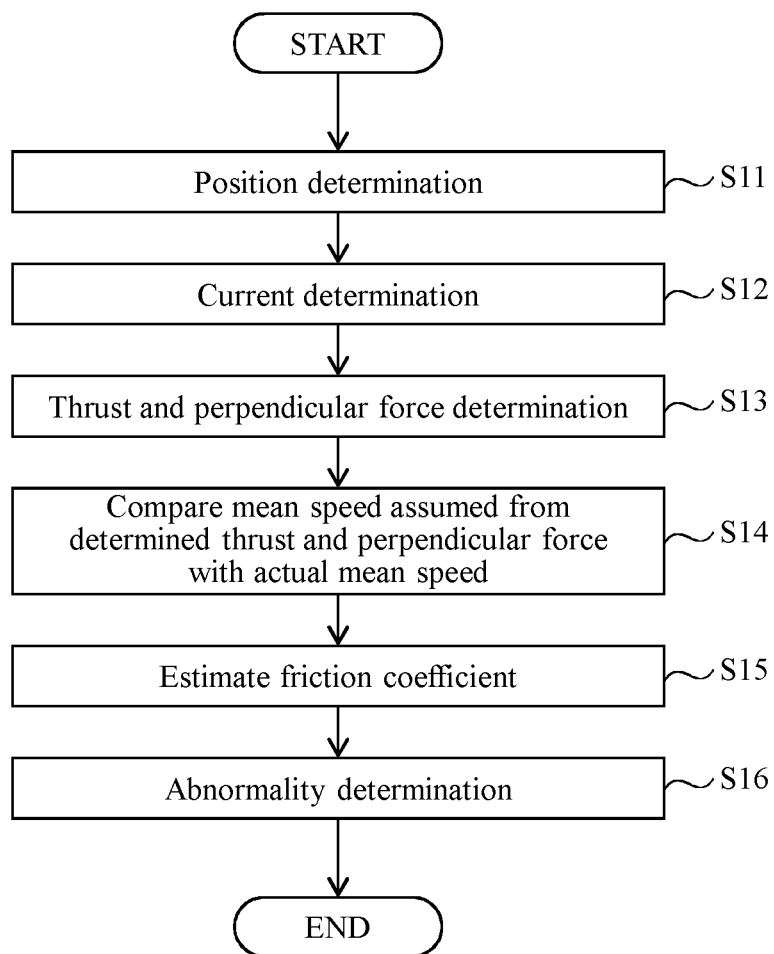 START
Position determination
S11
Current determination
S12
Thrust and perpendicular force determination
S13
Compare mean speed assumed from
determined thrust and perpendicular force
with actual mean speed
S14
Estimate friction coefficient
S15
Abnormality determination
S16
END